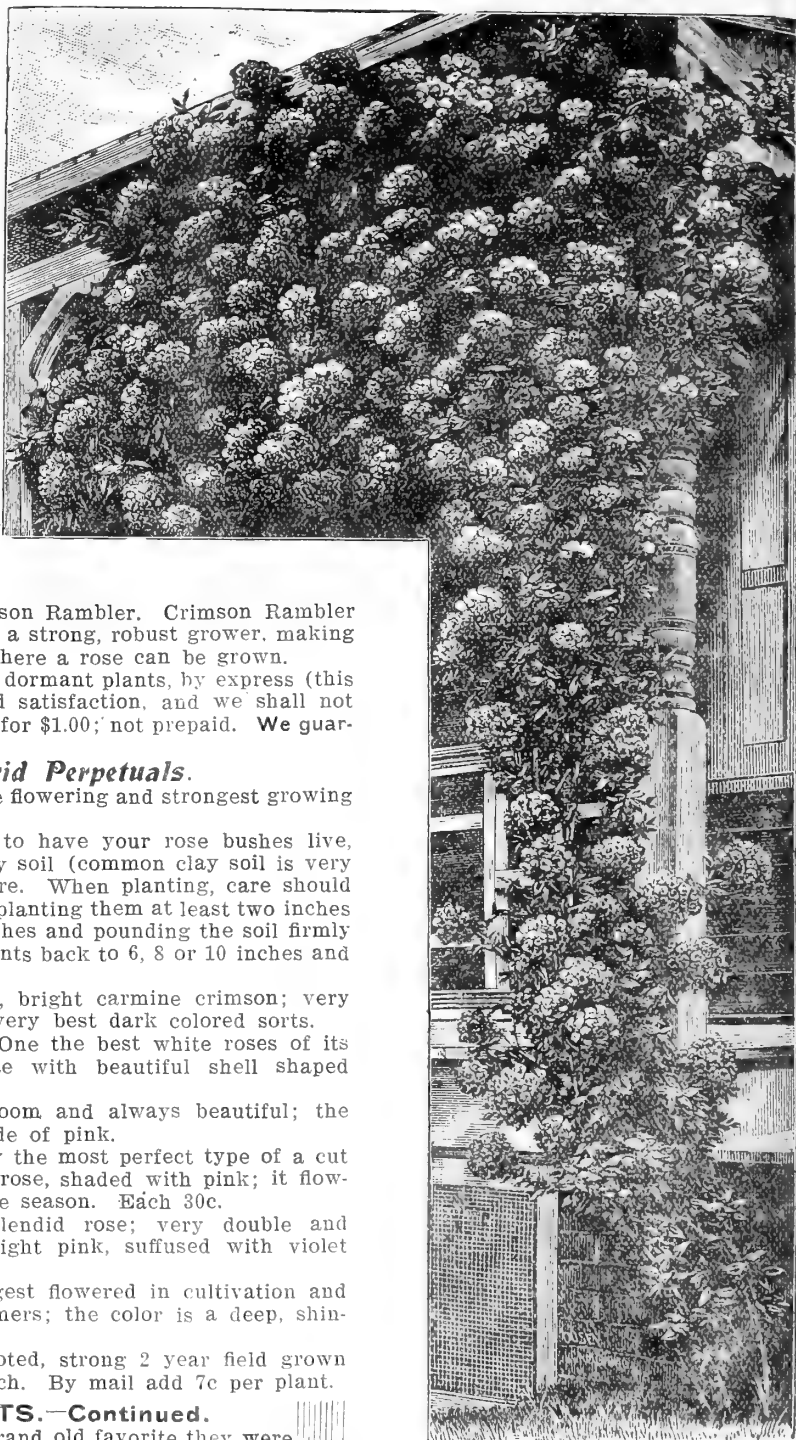 son Rambler. Crimson Rambler
a strong, robust grower, making
here a rose can be grown.
dormant plants, by express (this
d satisfaction, and we shall not
for $1.00; not prepaid. We guar-
id Perpetuals.
e flowering and strongest growing
to have your rose bushes live,
y soil (common clay soil is very
re. When planting, care should
planting them at least two inches
hes and pounding the soil firmly
nts back to 6, 8 or 10 inches and
, bright carmine crimson; very
very best dark colored sorts.
One the best white roses of its
e with beautiful shell shaped
oom and always beautiful; the
de of pink.
y the most perfect type of a cut
rose, shaded with pink; it flow-
e season. Each 30c.
lendid rose; very double and
ight pink, suffused with violet
gest flowered in cultivation and
mers; the color is a deep, shin-
oted, strong 2 year field grown
ch. By mail add 7c per plant.
TS.—Continued.
rand old favorite they were